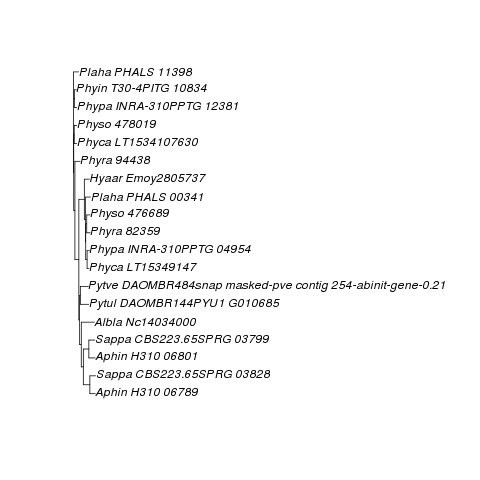 Plaha PHALS 11398
Phyin T30-4PITG 10834
Phypa INRA-310PPTG 12381
Physo 478019
Phyca LT1534107630
Phyra 94438
Hyaar Emoy2805737
Plaha PHALS 00341
Physo 476689
Phyra 82359
Phypa INRA-310PPTG 04954
Phyca LT15349147
Pytve DAOMBR484snap masked-pve contig 254-abinit-gene-0.21
Pytul DAOMBR144PYU1 G010685
Albla Nc14034000
Sappa CBS223.65SPRG 03799
Aphin H310 06801
Sappa CBS223.65SPRG 03828
Aphin H310 06789